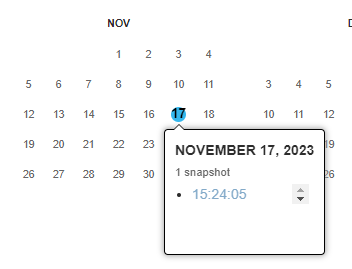 NOV
1 2 3 4
5 6 7 8 9 10 11 3 4 5
12 13 14 15 16 17 18 10 11 12
19 20 21 22 23 19
26 27 28 29 30 26
NOVEMBER 17, 2023
1 snapshot
• 15:24:05